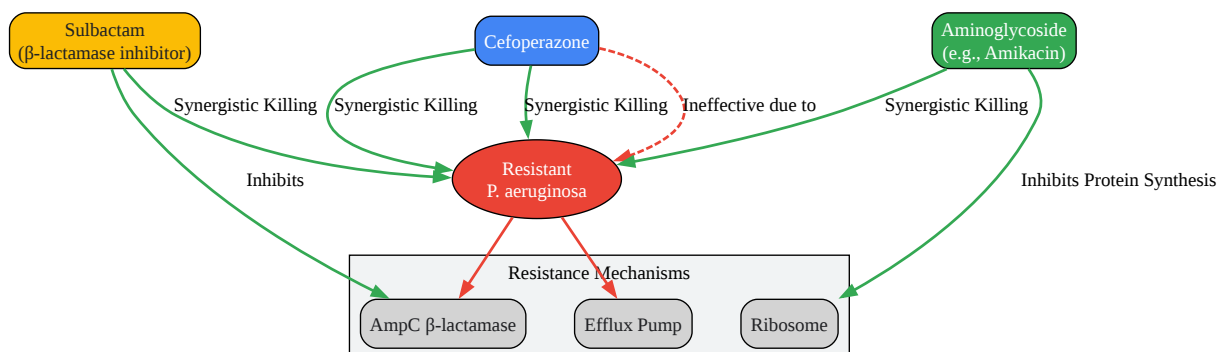 Sulbactam
(β-lactamase inhibitor)
Cefoperazone
Aminoglycoside
(e.g., Amikacin)
Synergistic Killing
Synergistic Killing
Synergistic Killing
Ineffective due to
Synergistic Killing
Inhibits
Resistant
P. aeruginosa
Inhibits Protein Synthesis
Resistance Mechanisms
AmpC β-lactamase
Efflux Pump
Ribosome